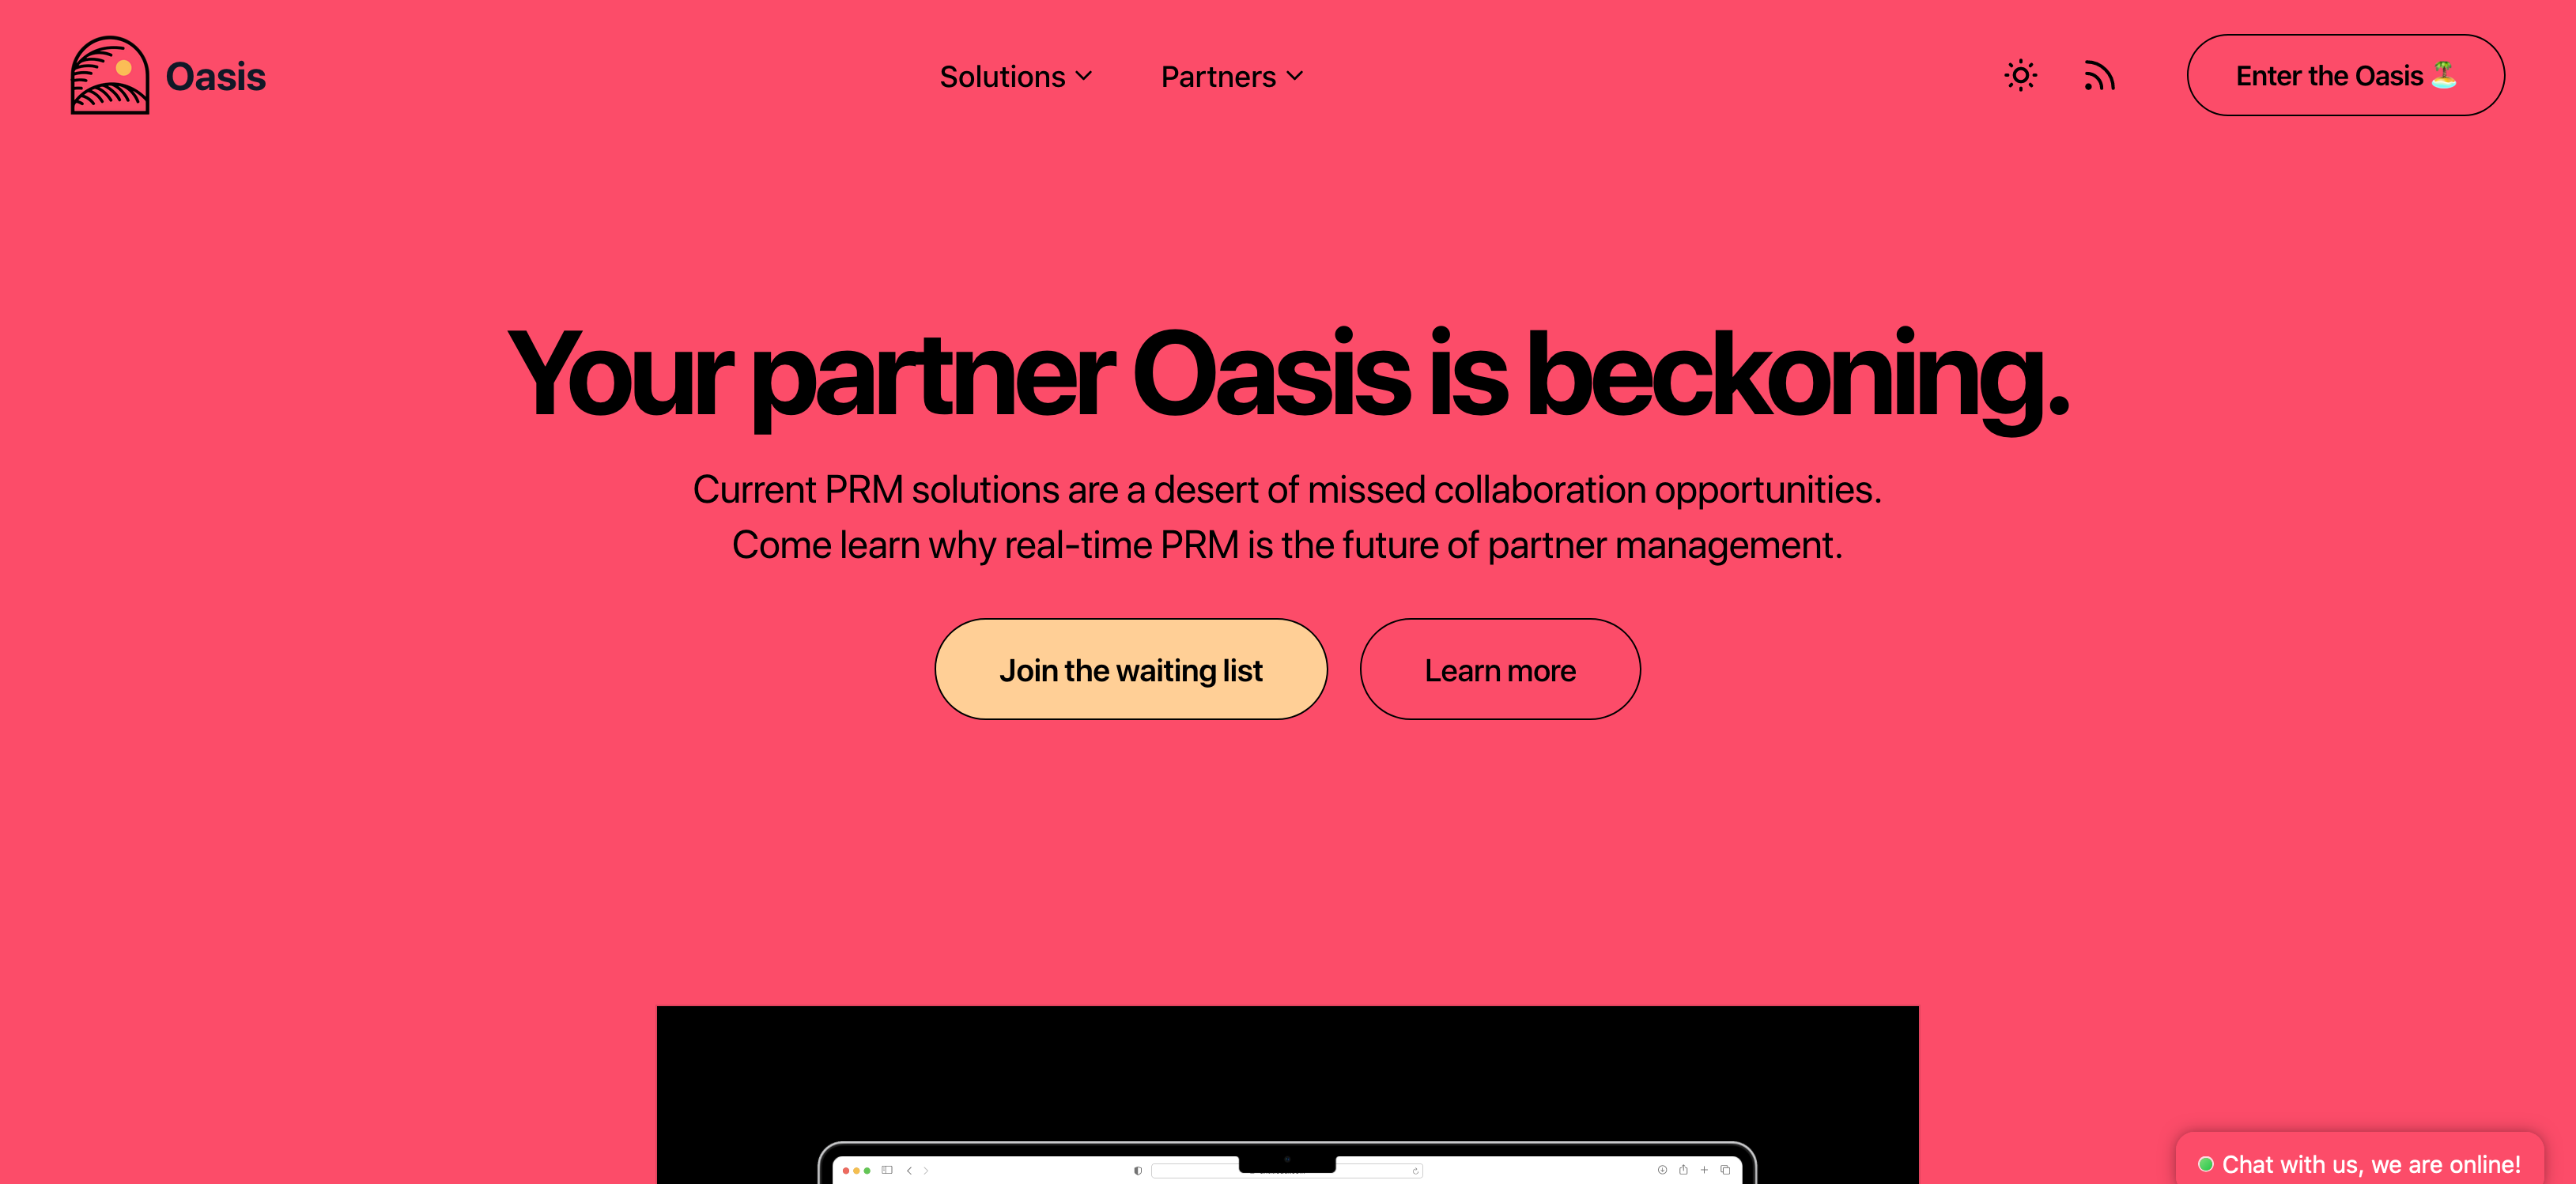 Oasis
Solutions
Partners
Enter the Oasis 🏝️
Your partner Oasis is beckoning.
Current PRM solutions are a desert of missed collaboration opportunities.
Come learn why real-time PRM is the future of partner management.
Join the waiting list
Learn more
Chat with us, we are online!